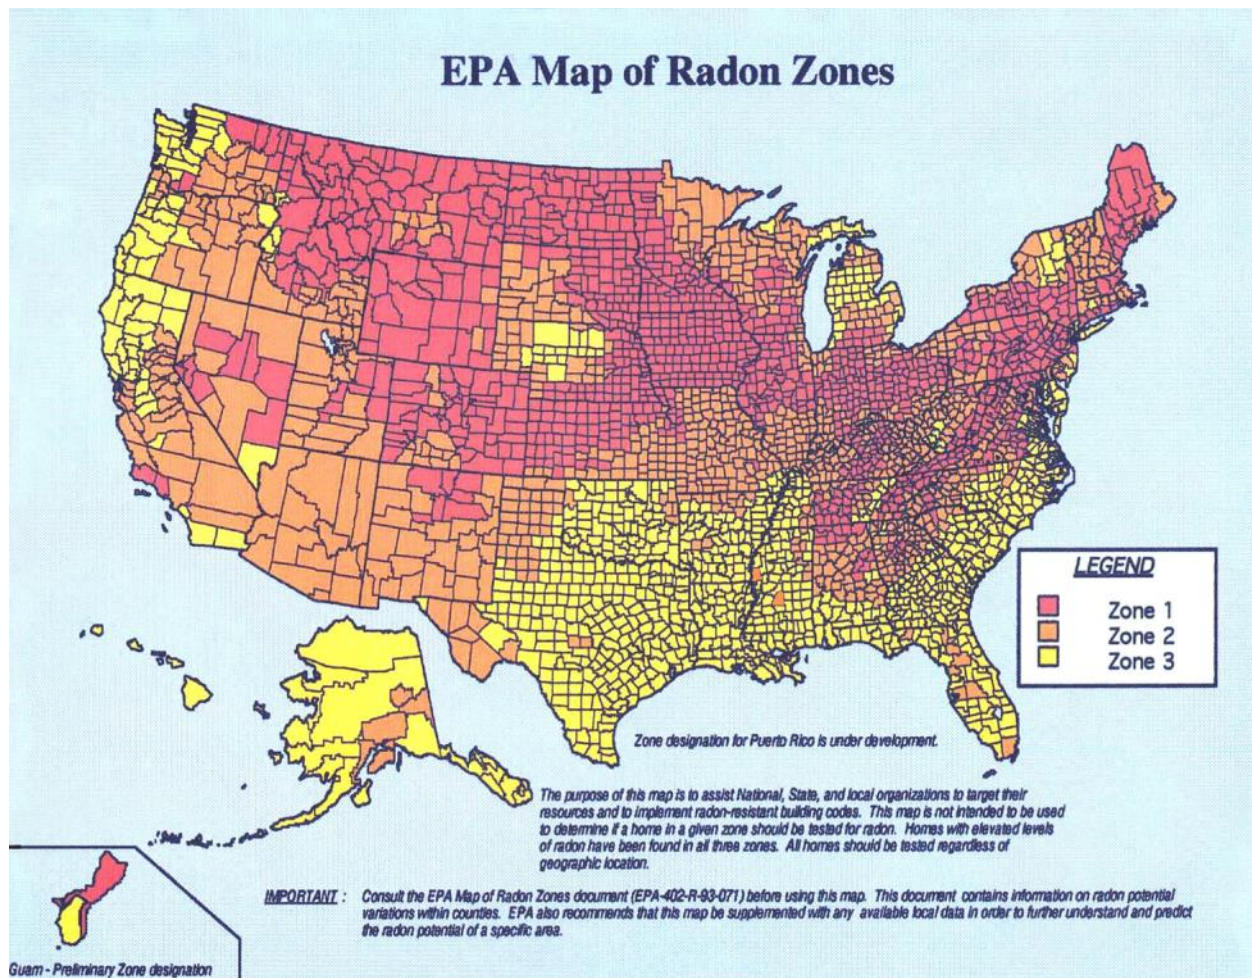 EPA Map of Radon Zones
LEGEND
Zone 1
Zone 2
Zone 3
Zone designation for Puerto Rico is under development.
The purpose of this map is to assist National, State, and local organizations to target their
resources and to implement radon-resistant building codes. This map is not intended to be used
to determine if a home in a given zone should be tested for radon. Homes with elevated levels
of radon have been found in all three zones. All homes should be tested regardless of
geographic location.
IMPORTANT : Consult the EPA Map of Radon Zones document (EPA-402-R-93-071) before using this map. This document contains information on radon potential
variations within counties. EPA also recommends that this map be supplemented with any available local data in order to further understand and predict
the radon potential of a specific area.
Guam - Preliminary Zone designation